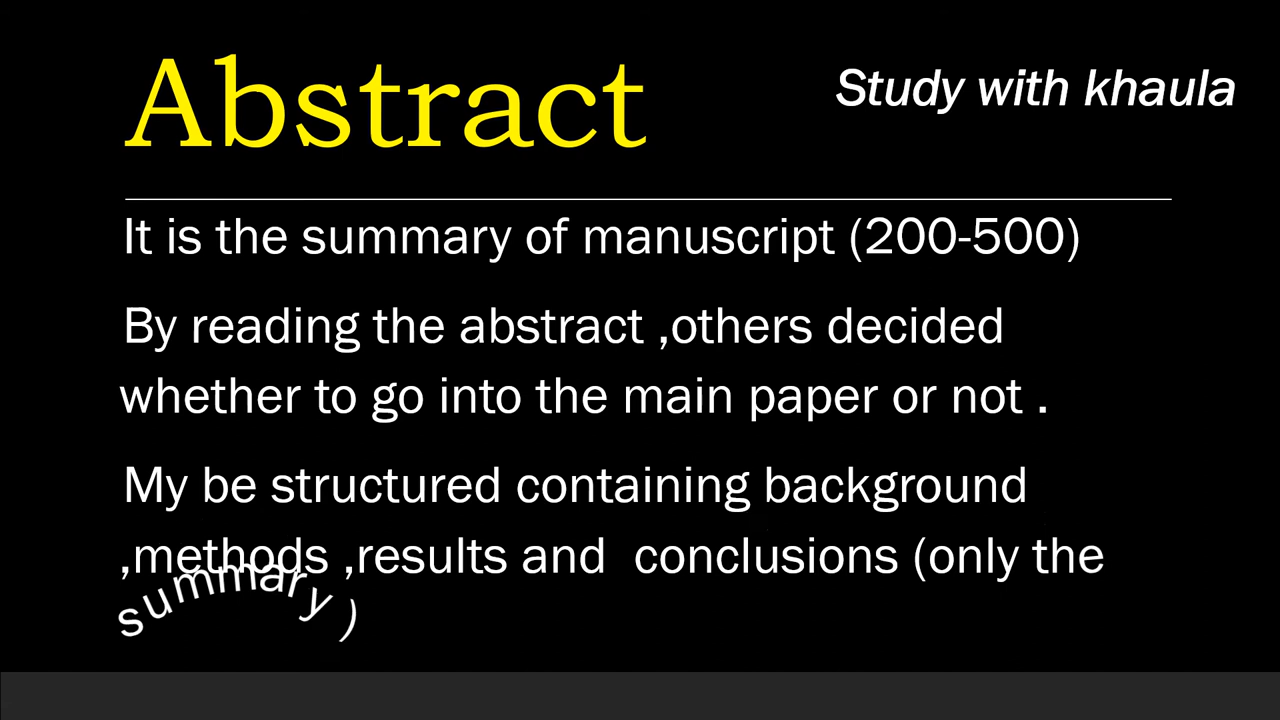 Abstract
Study with khaula
It is the summary of manuscript (200-500)
By reading the abstract ,others decided
whether to go into the main paper or not .
My be structured containing background
,methods ,results and  conclusions (only the
summary )